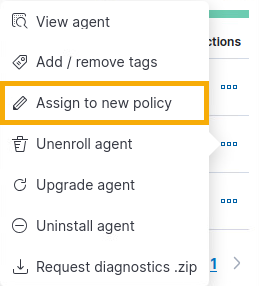 View agent
ctions
Add / remove tags
Assign to new policy
Unenroll agent
Upgrade agent
Uninstall agent
Request diagnostics .zip
1